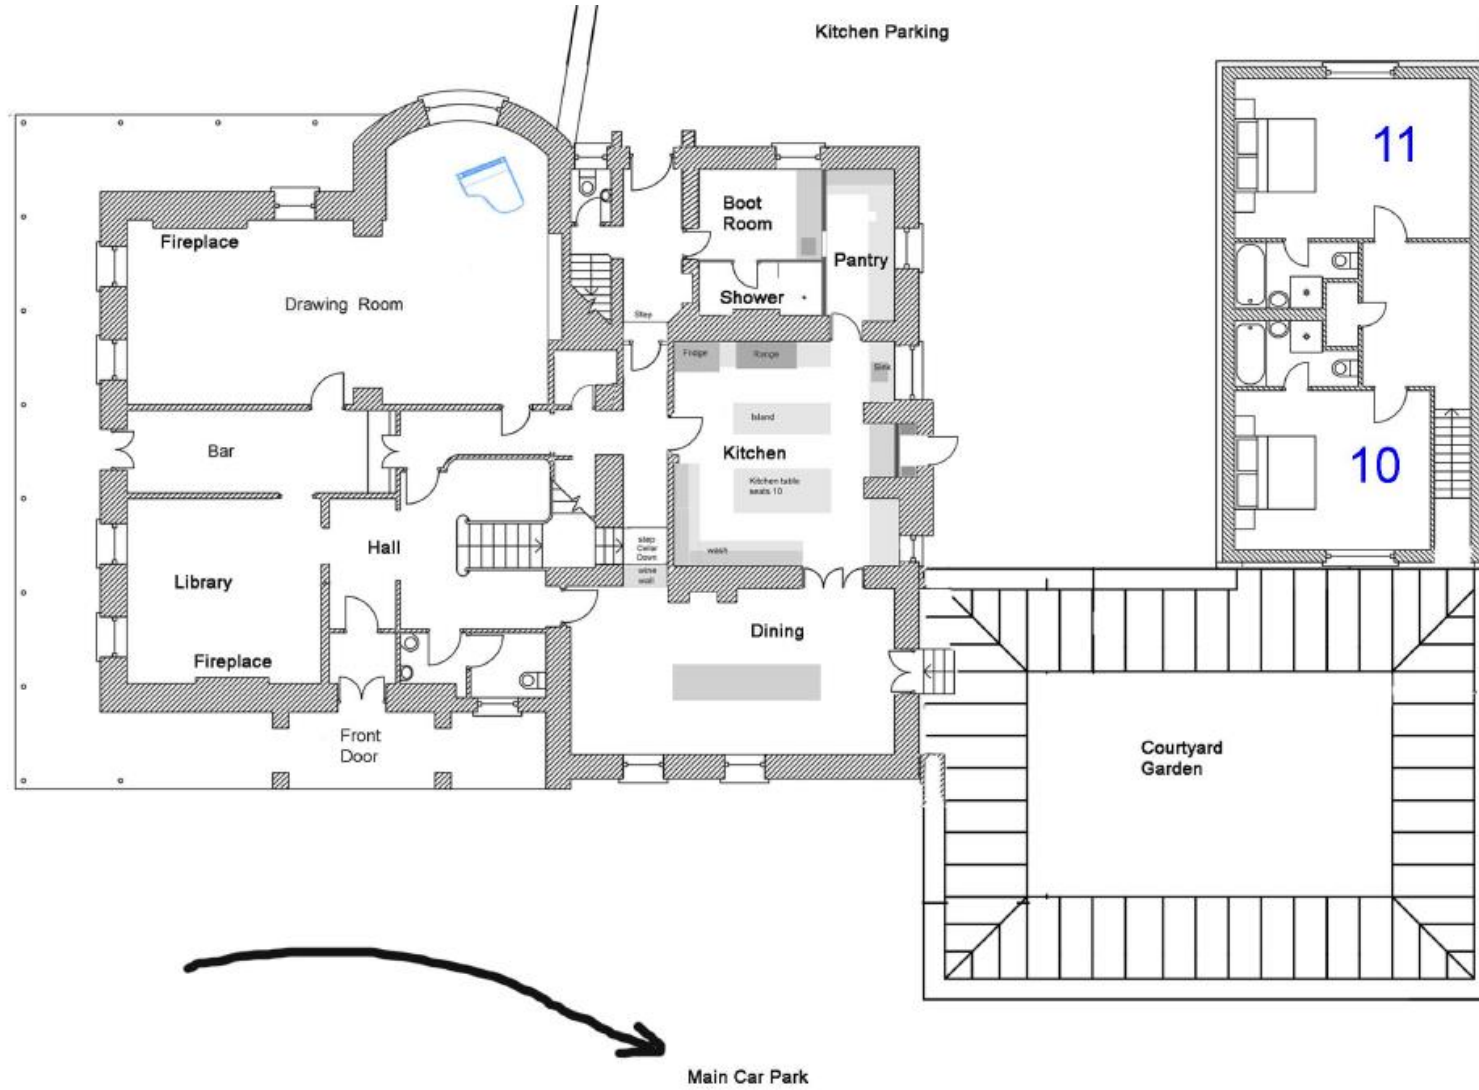 Kitchen Parking
11
Boot
Room
Fireplace
Pantry
Drawing Room
Shower
Step
Fridge
Range
Sink
Island
Bar
Kitchen
10
Kitchen table
seats 10
Hall
step
Cellar
Down
wash
wine
wall
Library
Dining
Fireplace
Front
Door
Courtyard
Garden
Main Car Park